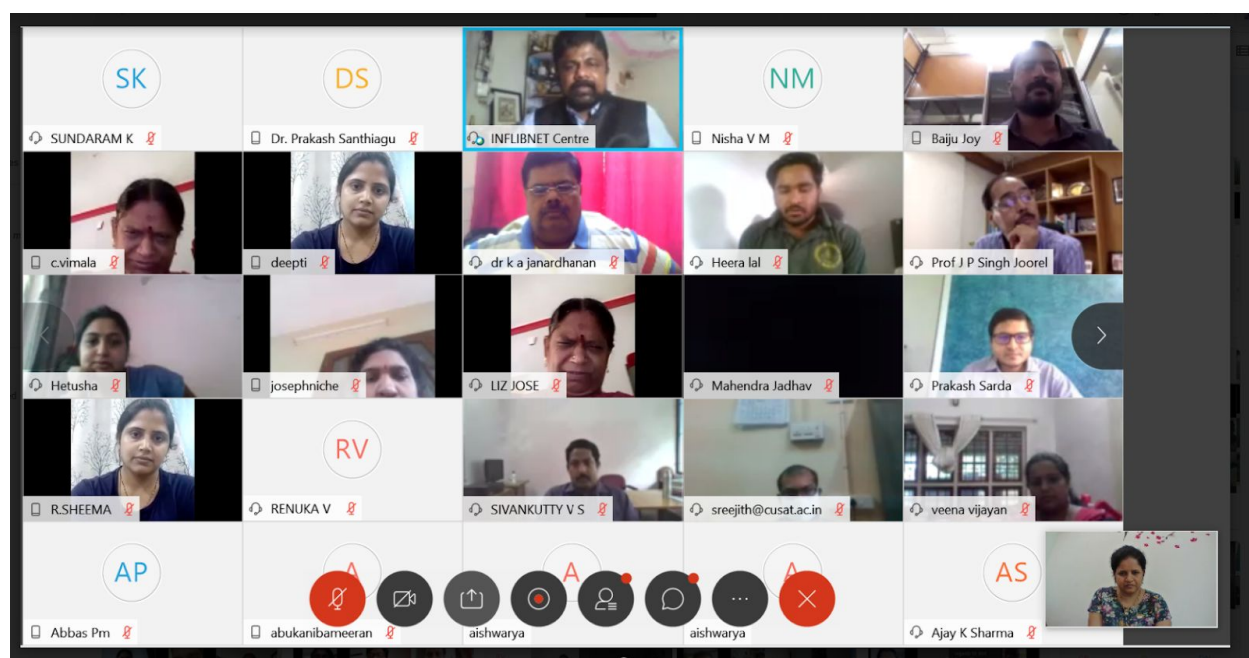 SK
SUNDARAM K
DS
Dr. Prakash Santhiagu
INFLIBNET Centre
NM
Nisha V M
Baiju Joy
c.vimala
deepti
dr k a janardhanan
Heera lal
Prof J P Singh Joorel
Hetusha
josephniche
LIZ JOSE
Mahendra Jadhav
Prakash Sarda
R.SHEEMA
RV
RENUKA V
SIVANKUTTY V S
sreejith@cusat.ac.in
veena vijayan
AP
Abbas Pm
A
abukanibameeran
A
aishwarya
A
aishwarya
AS
Ajay K Sharma